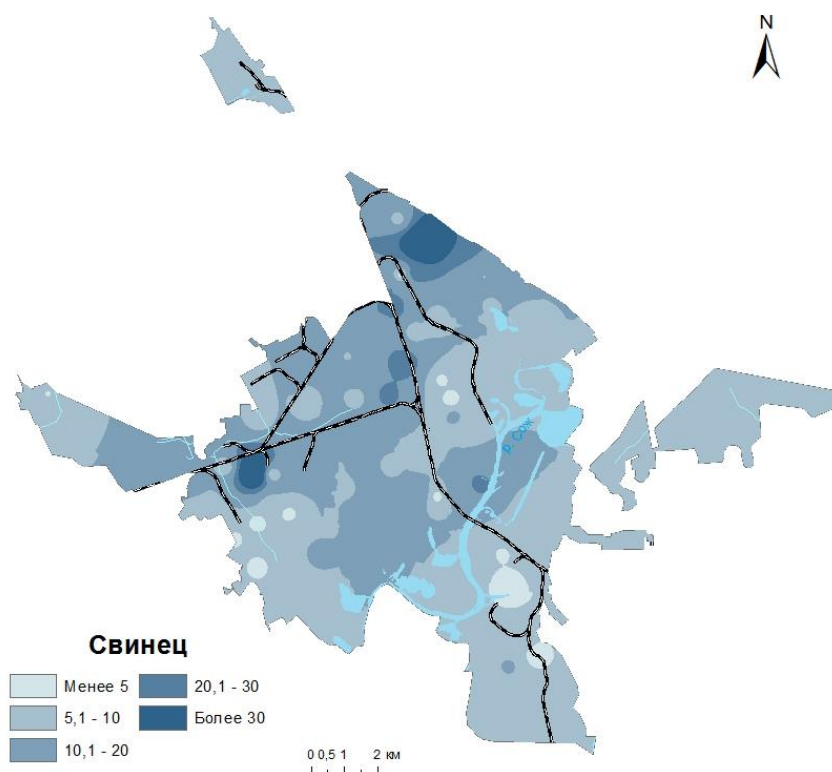 N
р. Сож
Свинец
Менее 5
5,1 - 10
10,1 - 20
20,1 - 30
Более 30
0 0,5 1 2 км